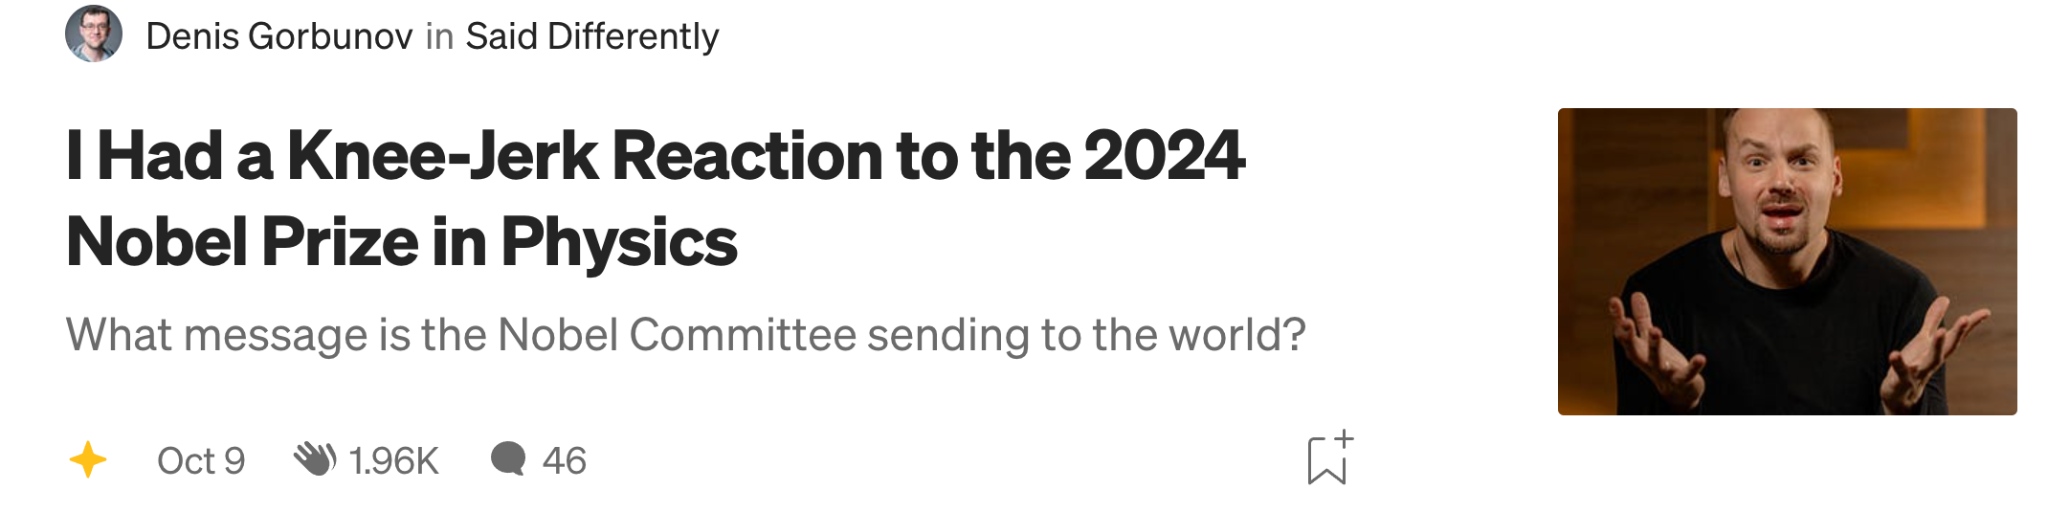 Denis Gorbunov in Said Differently
I Had a Knee-Jerk Reaction to the 2024
Nobel Prize in Physics
What message is the Nobel Committee sending to the world?
Oct 9 1.96K 46